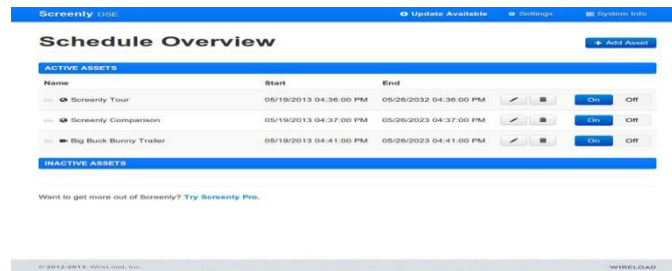 Screenly OSE Update Available Settings System Info
Schedule Overview
+ Add Asset
ACTIVE ASSETS
Name Start End
Screenly Tour 05/19/2013 04:36:00 PM 05/26/2032 04:36:00 PM On Off
Screenly Comparison 05/19/2013 04:37:00 PM 05/26/2023 04:37:00 PM On Off
Big Buck Bunny Trailer 05/19/2013 04:41:00 PM 05/26/2023 04:41:00 PM On Off
INACTIVE ASSETS
Want to get more out of Screenly? Try Screenly Pro.
© 2012-2013, WireLoad, Inc. WIRELOAD